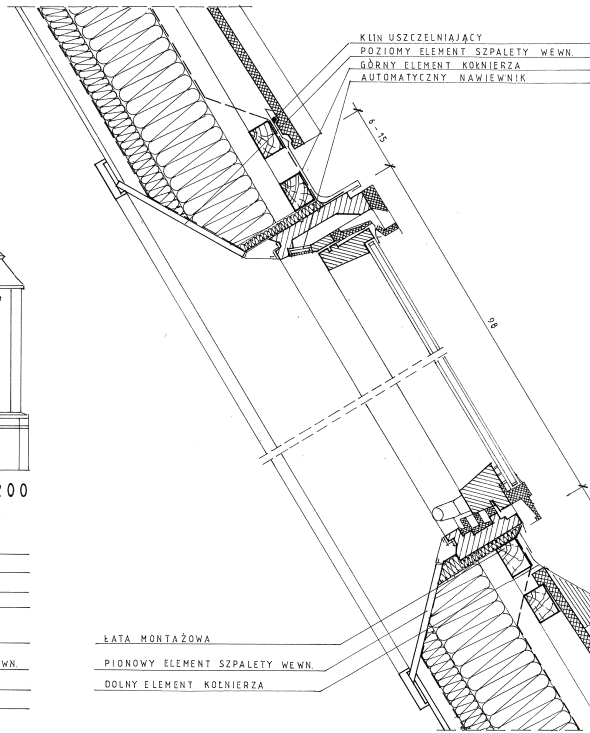 KLIN USZCZELNIAJĄCY
POZIOMY ELEMENT SZPALETY WEWN.
GÓRNY ELEMENT KOŁNIERZA
AUTOMATYCZNY NAWIEWNIK
6-15
98
200
ŁATA MONTAŻOWA
WN.
PIONOWY ELEMENT SZPALETY WEWN.
DOLNY ELEMENT KOŁNIERZA